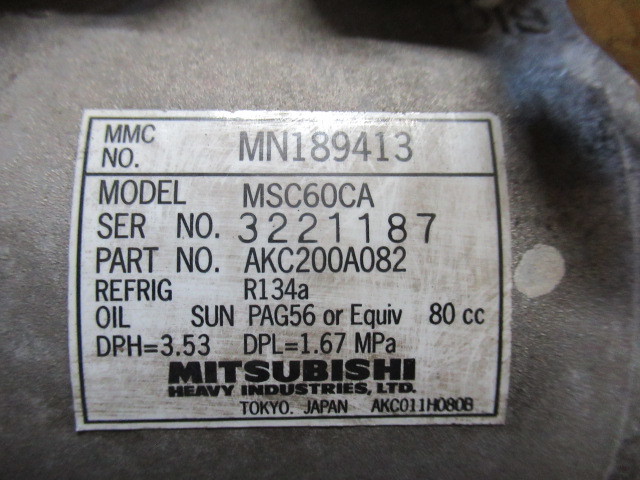 MMC NO. MN189413
MODEL MSC60CA
SER NO. 3221187
PART NO. AKC200A082
REFRIG R134a
OIL SUN PAG56 or Equiv 80 cc
DPH=3.53 DPL=1.67 MPa
MITSUBISHI
HEAVY INDUSTRIES, LTD.
TOKYO. JAPAN AKC011H080B